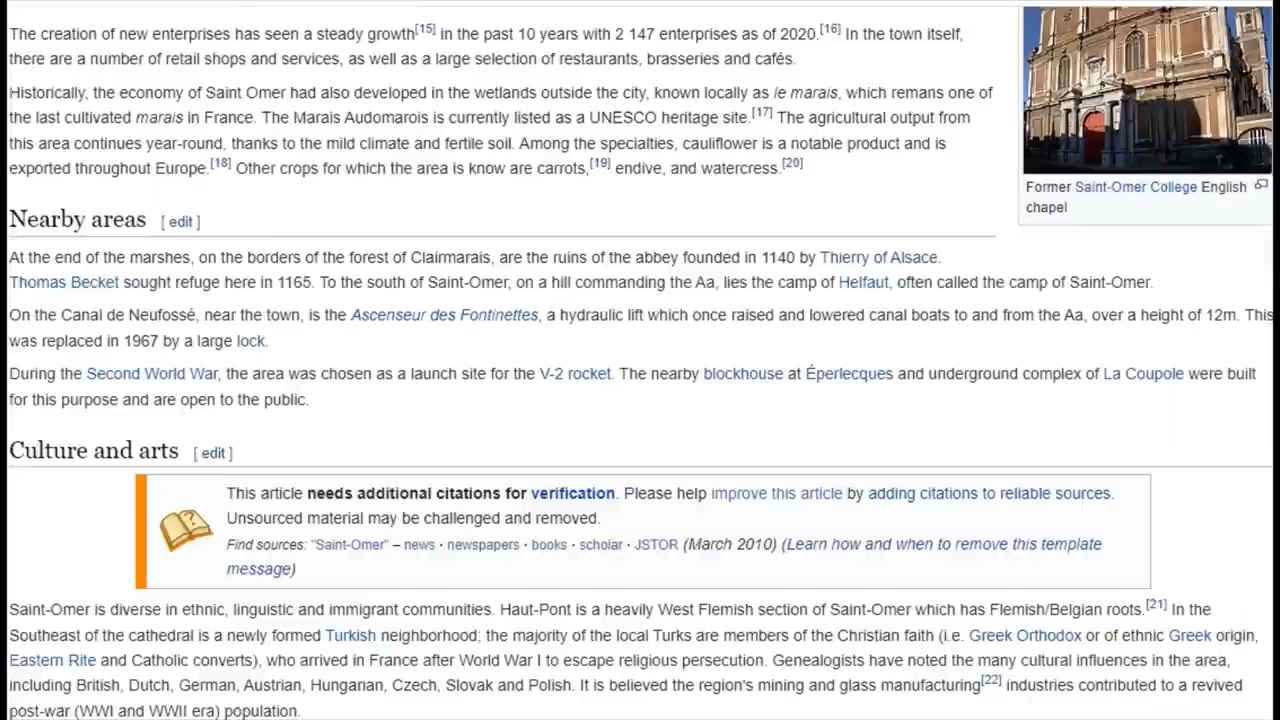 The creation of new enterprises has seen a steady growth[15] in the past 10 years with 2 147 enterprises as of 2020.[16] In the town itself,
there are a number of retail shops and services, as well as a large selection of restaurants, brasseries and cafés.
Historically, the economy of Saint Omer had also developed in the wetlands outside the city, known locally as le marais, which remans one of
the last cultivated marais in France. The Marais Audomarois is currently listed as a UNESCO heritage site.[17] The agricultural output from
this area continues year-round, thanks to the mild climate and fertile soil. Among the specialties, cauliflower is a notable product and is
exported throughout Europe.[18] Other crops for which the area is know are carrots,[19] endive, and watercress.[20]
Former Saint-Omer College English
chapel
Nearby areas [ edit ]
At the end of the marshes, on the borders of the forest of Clairmarais, are the ruins of the abbey founded in 1140 by Thierry of Alsace.
Thomas Becket sought refuge here in 1165. To the south of Saint-Omer, on a hill commanding the Aa, lies the camp of Helfaut, often called the camp of Saint-Omer.
On the Canal de Neufossé, near the town, is the Ascenseur des Fontinettes, a hydraulic lift which once raised and lowered canal boats to and from the Aa, over a height of 12m. This
was replaced in 1967 by a large lock.
During the Second World War, the area was chosen as a launch site for the V-2 rocket. The nearby blockhouse at Éperlecques and underground complex of La Coupole were built
for this purpose and are open to the public.
Culture and arts [ edit ]
This article needs additional citations for verification. Please help improve this article by adding citations to reliable sources.
Unsourced material may be challenged and removed.
Find sources: "Saint-Omer" – news · newspapers · books · scholar · JSTOR (March 2010) (Learn how and when to remove this template
message)
Saint-Omer is diverse in ethnic, linguistic and immigrant communities. Haut-Pont is a heavily West Flemish section of Saint-Omer which has Flemish/Belgian roots.[21] In the
Southeast of the cathedral is a newly formed Turkish neighborhood; the majority of the local Turks are members of the Christian faith (i.e. Greek Orthodox or of ethnic Greek origin,
Eastern Rite and Catholic converts), who arrived in France after World War I to escape religious persecution. Genealogists have noted the many cultural influences in the area,
including British, Dutch, German, Austrian, Hungarian, Czech, Slovak and Polish. It is believed the region's mining and glass manufacturing[22] industries contributed to a revived
post-war (WWI and WWII era) population.